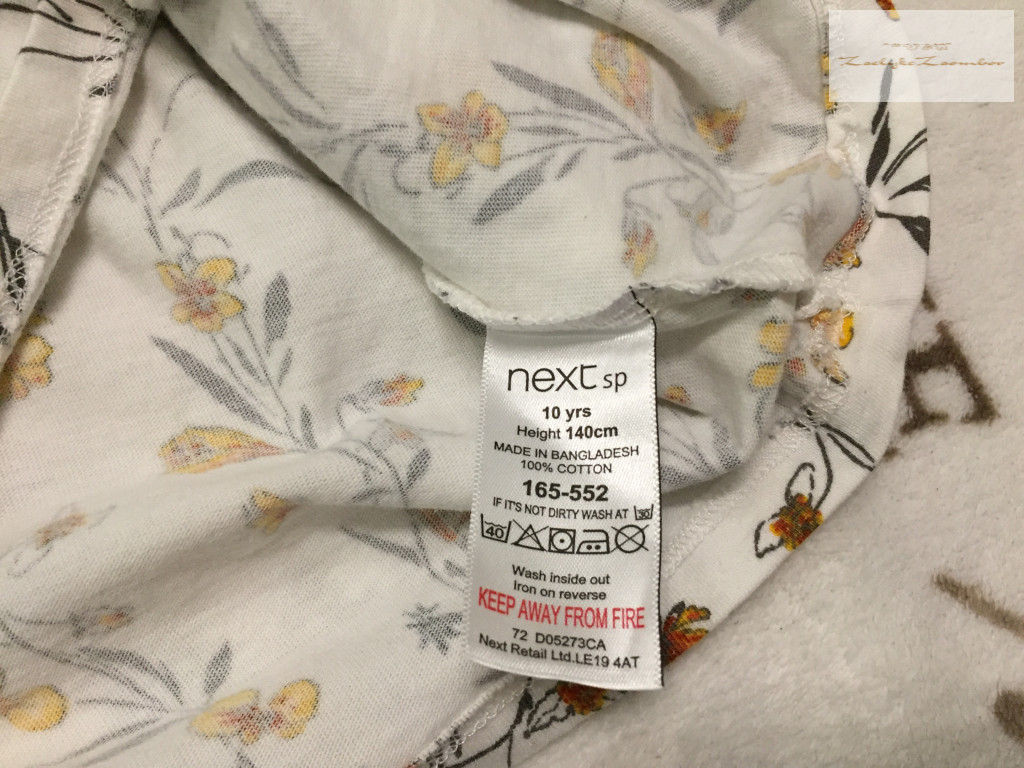 next sp
10 yrs
Height 140cm
MADE IN BANGLADESH
100% COTTON
165-552
IF IT'S NOT DIRTY WASH AT 30
40
Wash inside out
Iron on reverse
KEEP AWAY FROM FIRE
72 D05273CA
Next Retail Ltd.LE19 4AT